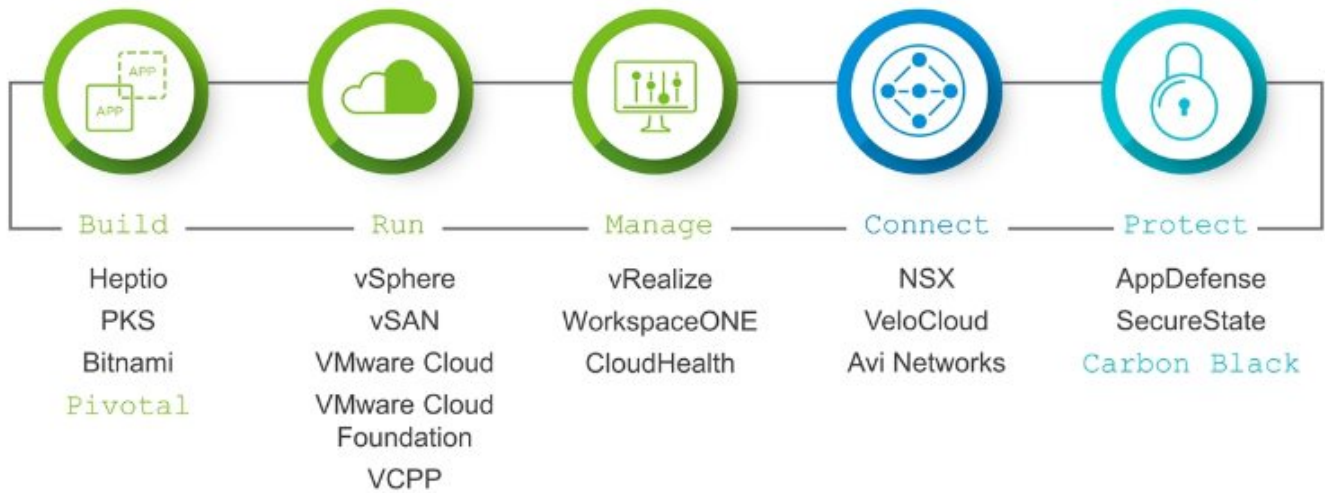 APP
APP
Build
Run
Manage
Connect
Protect
Heptio
PKS
Bitnami
Pivotal
vSphere
vSAN
VMware Cloud
VMware Cloud
Foundation
VCPP
vRealize
WorkspaceONE
CloudHealth
NSX
VeloCloud
Avi Networks
AppDefense
SecureState
Carbon Black